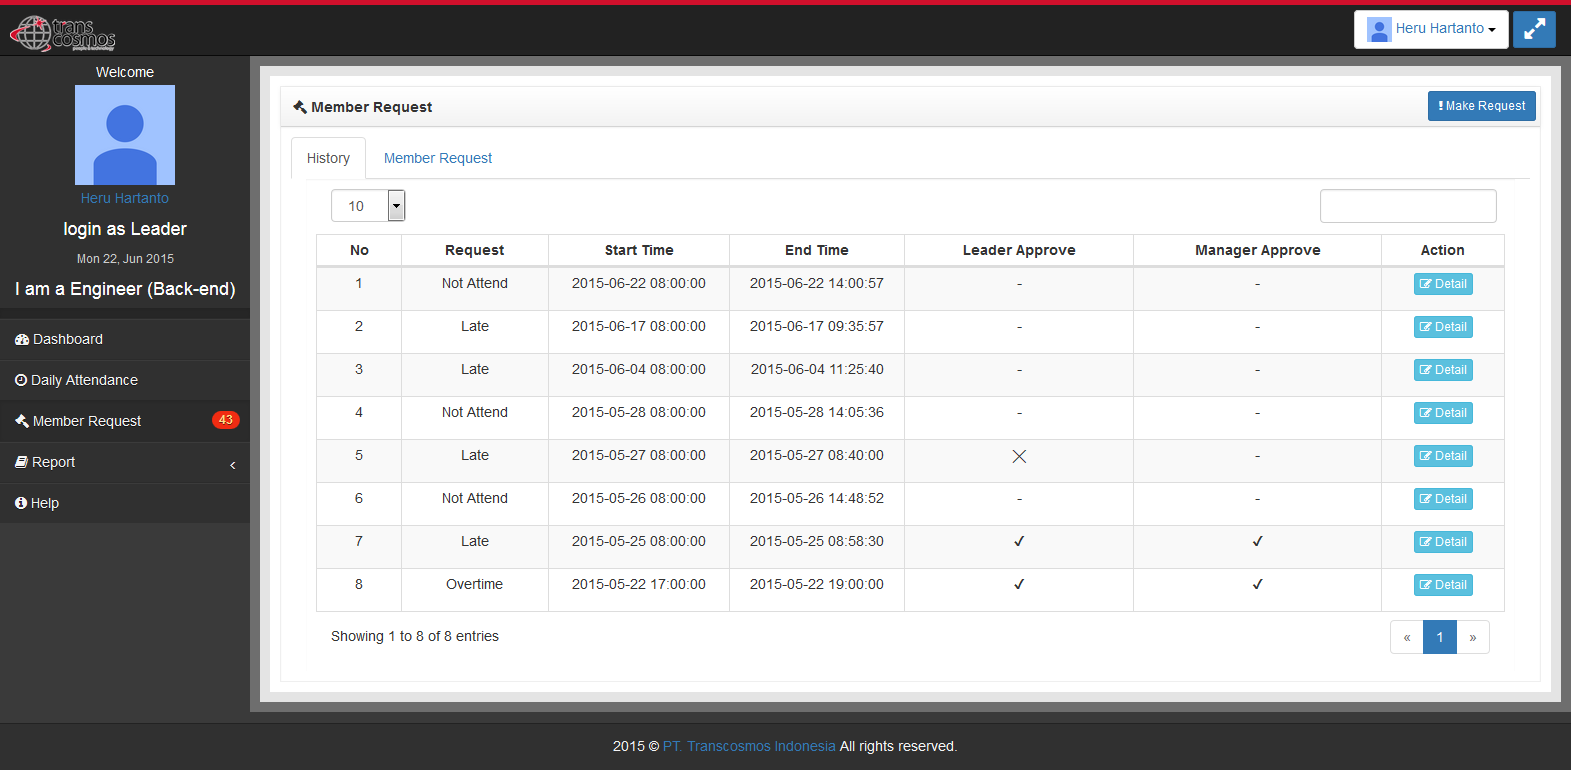 trans
cosmos
people & technology
Heru Hartanto
Welcome
Heru Hartanto
login as Leader
Mon 22, Jun 2015
I am a Engineer (Back-end)
Dashboard
Daily Attendance
Member Request 43
Report
Help
Member Request
! Make Request
History Member Request
10
No Request Start Time End Time Leader Approve Manager Approve Action
1 Not Attend 2015-06-22 08:00:00 2015-06-22 14:00:57 - - Detail
2 Late 2015-06-17 08:00:00 2015-06-17 09:35:57 - - Detail
3 Late 2015-06-04 08:00:00 2015-06-04 11:25:40 - - Detail
4 Not Attend 2015-05-28 08:00:00 2015-05-28 14:05:36 - - Detail
5 Late 2015-05-27 08:00:00 2015-05-27 08:40:00 ✕ - Detail
6 Not Attend 2015-05-26 08:00:00 2015-05-26 14:48:52 - - Detail
7 Late 2015-05-25 08:00:00 2015-05-25 08:58:30 ✓ ✓ Detail
8 Overtime 2015-05-22 17:00:00 2015-05-22 19:00:00 ✓ ✓ Detail
Showing 1 to 8 of 8 entries
« 1 »
2015 © PT. Transcosmos Indonesia All rights reserved.